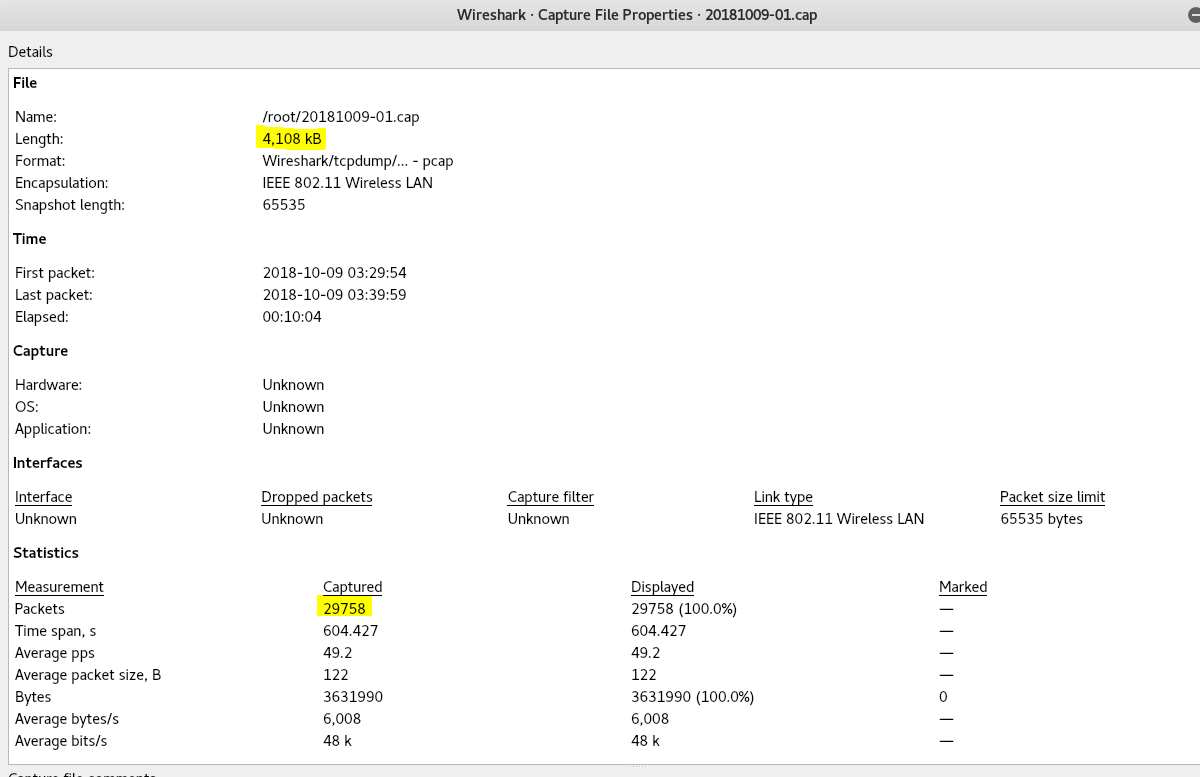 Wireshark · Capture File Properties · 20181009-01.cap
Details
File
Name: /root/20181009-01.cap
Length: 4,108 kB
Format: Wireshark/tcpdump/... - pcap
Encapsulation: IEEE 802.11 Wireless LAN
Snapshot length: 65535
Time
First packet: 2018-10-09 03:29:54
Last packet: 2018-10-09 03:39:59
Elapsed: 00:10:04
Capture
Hardware: Unknown
OS: Unknown
Application: Unknown
Interfaces
Interface Dropped packets Capture filter Link type Packet size limit
Unknown Unknown Unknown IEEE 802.11 Wireless LAN 65535 bytes
Statistics
Measurement Captured Displayed Marked
Packets 29758 29758 (100.0%) —
Time span, s 604.427 604.427 —
Average pps 49.2 49.2 —
Average packet size, B 122 122 —
Bytes 3631990 3631990 (100.0%) 0
Average bytes/s 6,008 6,008 —
Average bits/s 48 k 48 k —
Capture file comments